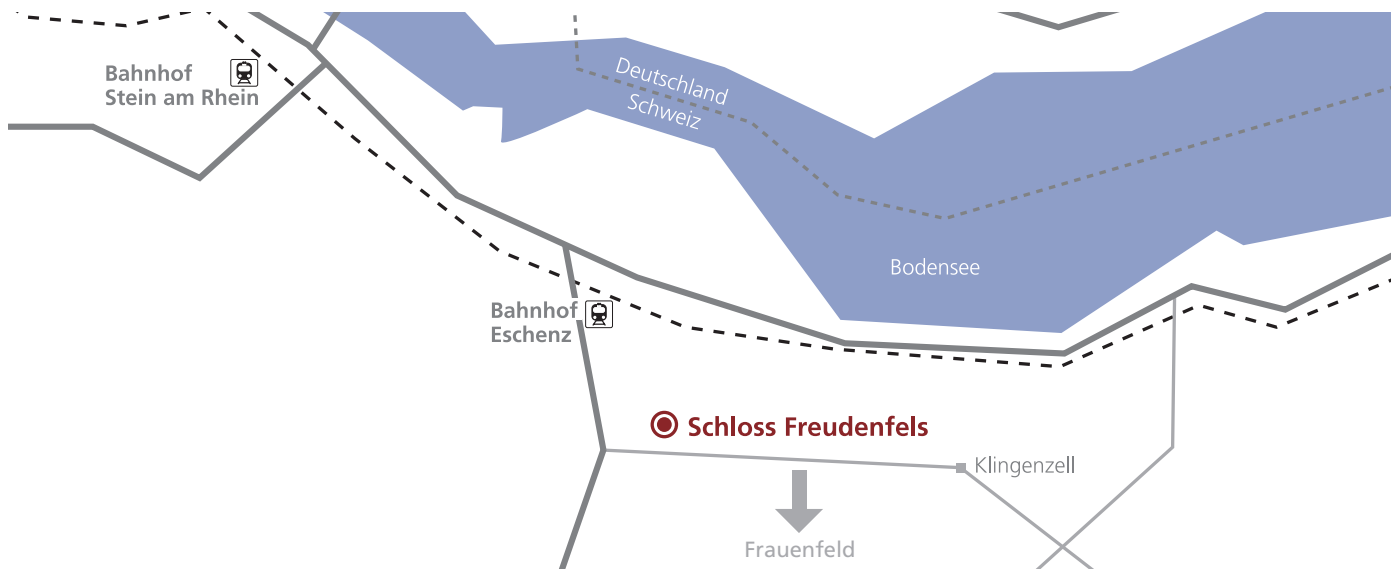 Bahnhof
Stein am Rhein
Deutschland
Schweiz
Bodensee
Bahnhof
Eschenz
Schloss Freudenfels
Klingenzell
Frauenfeld